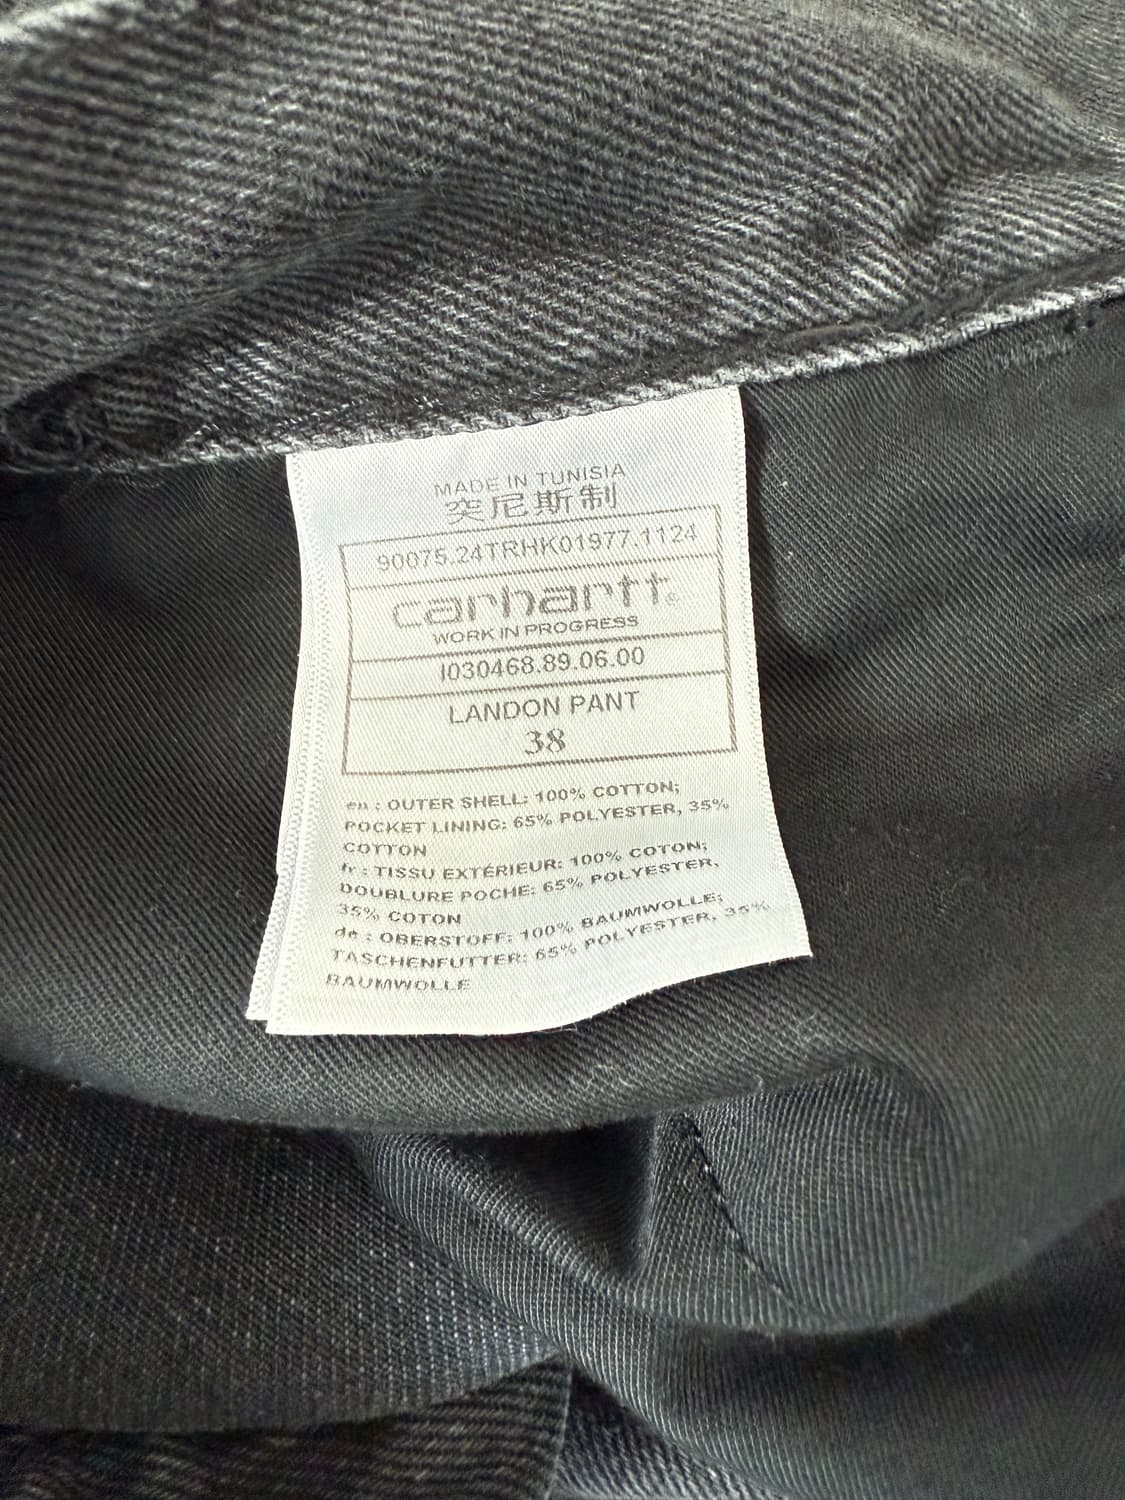 MADE IN TUNISIA
突尼斯制
90075.24TRHK01977.1124
carhartt®
WORK IN PROGRESS
I030468.89.06.00
LANDON PANT
38
en : OUTER SHELL: 100% COTTON;
POCKET LINING: 65% POLYESTER, 35%
COTTON
fr : TISSU EXTÉRIEUR: 100% COTON;
DOUBLURE POCHE: 65% POLYESTER,
35% COTON
de : OBERSTOFF: 100% BAUMWOLLE;
TASCHENFUTTER: 65% POLYESTER, 35%
BAUMWOLLE